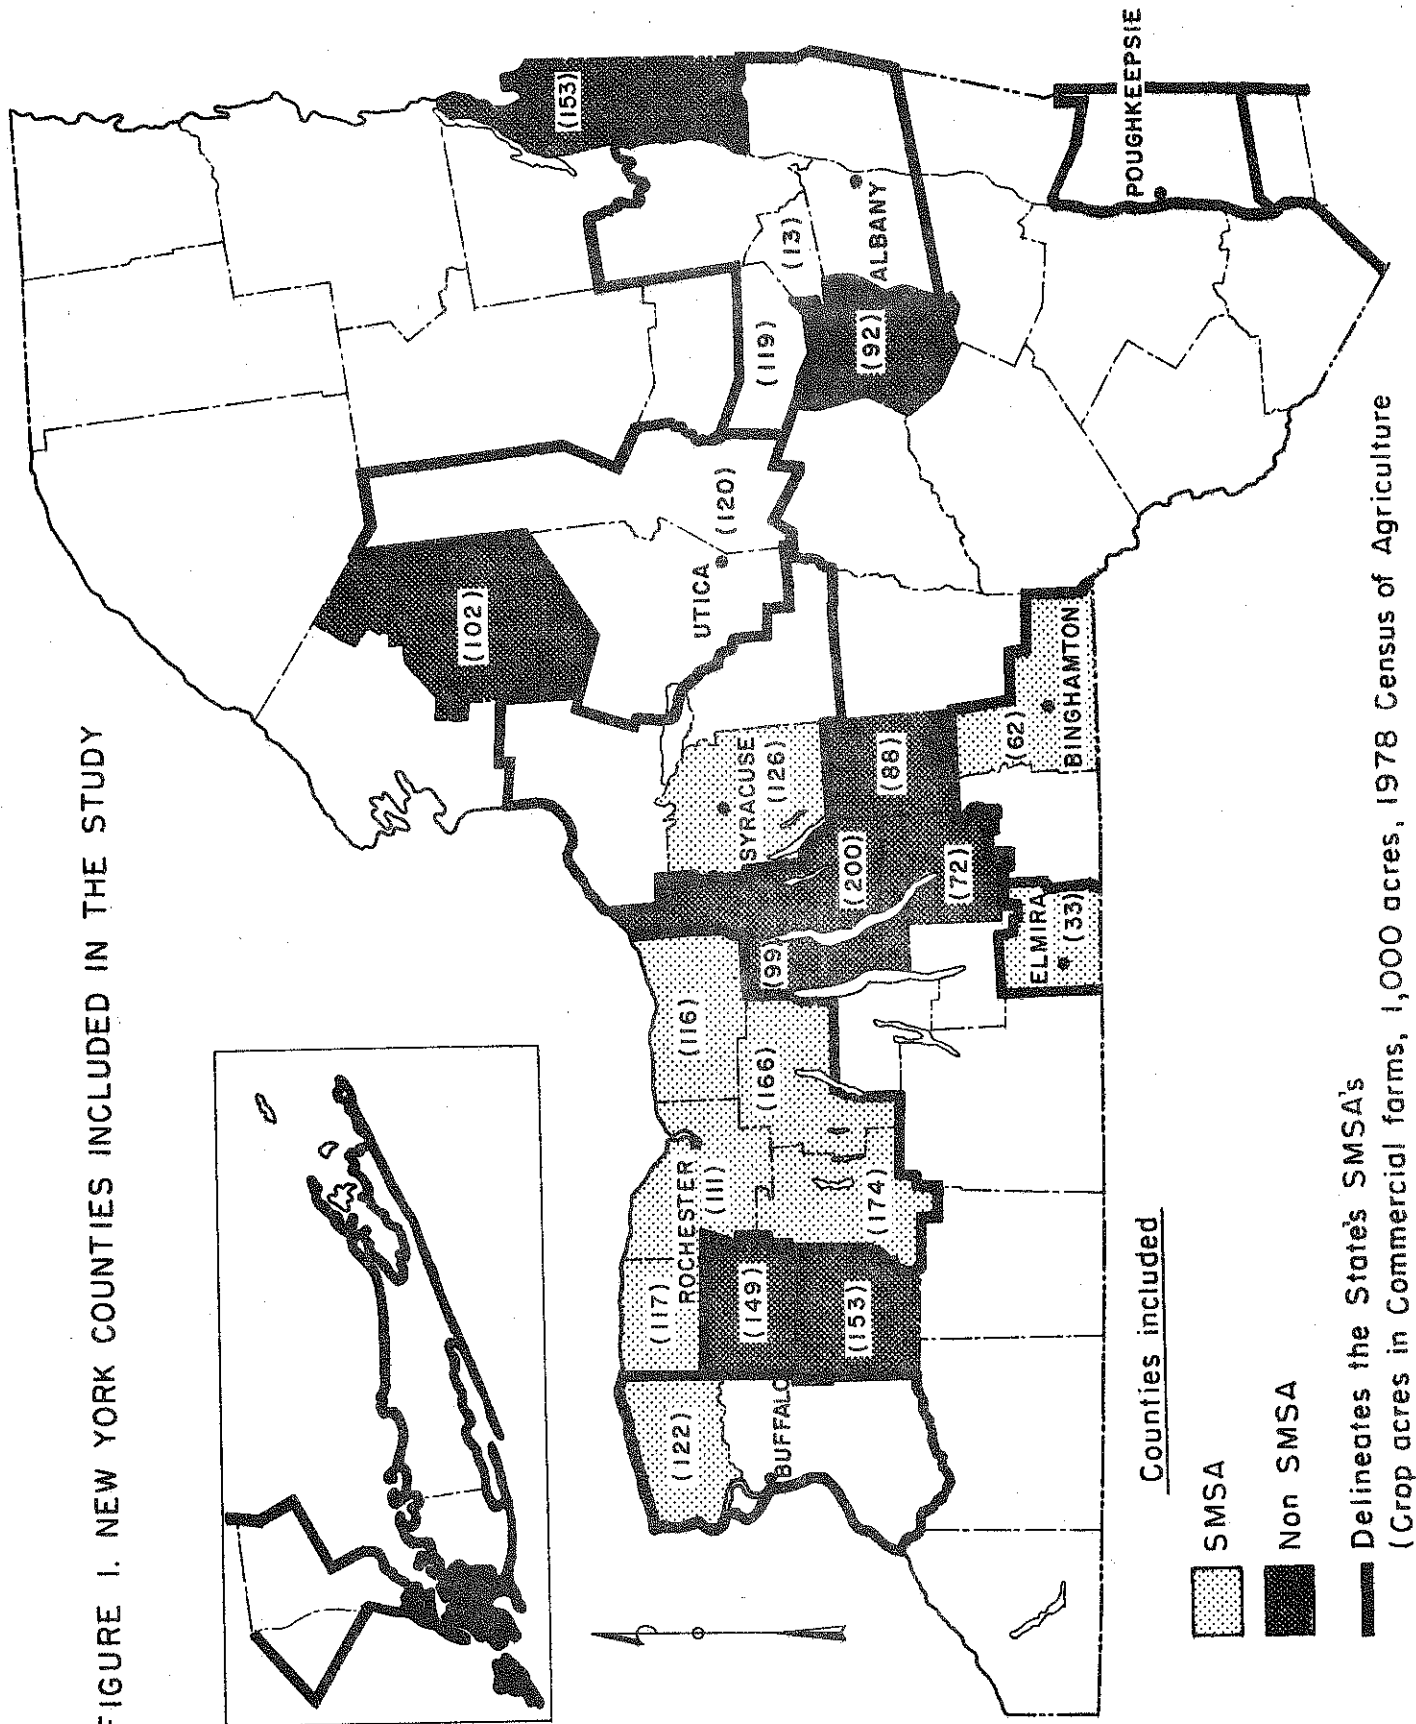 FIGURE 1. NEW YORK COUNTIES INCLUDED IN THE STUDY
(153)
POUGHKEEPSIE
(13)
ALBANY
(119)
(92)
(120)
UTICA
(102)
(62)
BINGHAMTON
SYRACUSE
(126)
(88)
(200)
(72)
(99)
ELMIRA
(33)
(116)
(166)
ROCHESTER
(111)
(174)
(117)
(149)
(153)
(122)
BUFFALO
Counties included
SMSA
Non SMSA
Delineates the State's SMSA's
(Crop acres in Commercial farms, 1,000 acres, 1978 Census of Agriculture